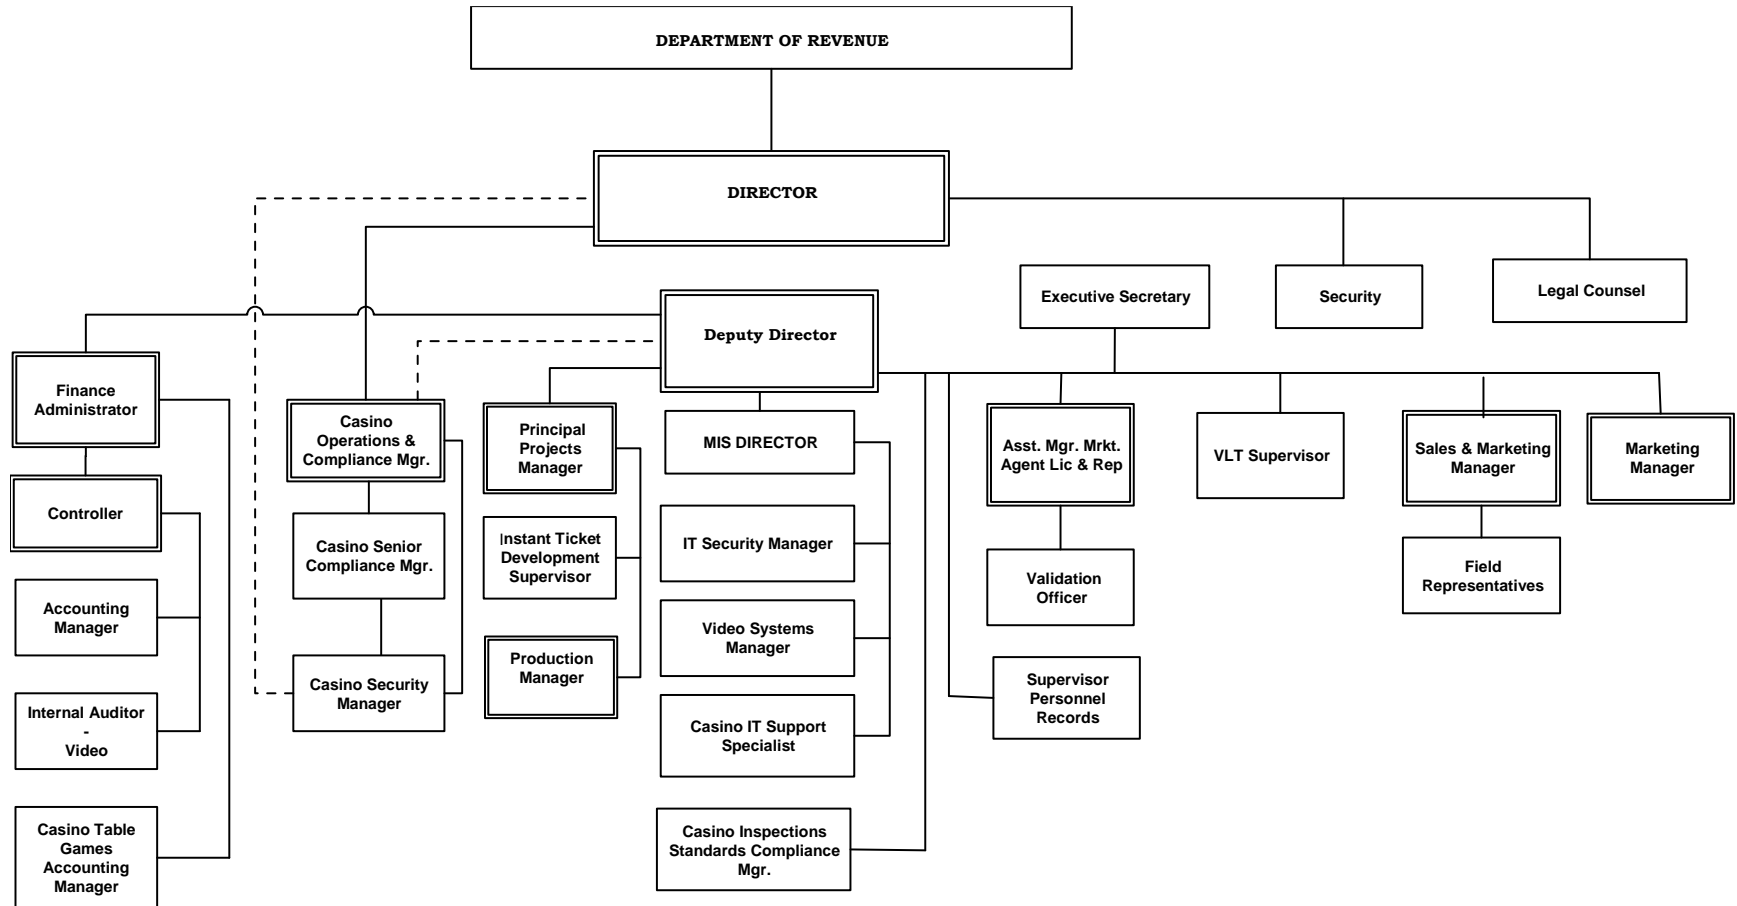 DEPARTMENT OF REVENUE
DIRECTOR
Executive Secretary
Security
Legal Counsel
Deputy Director
Finance
Administrator
Casino
Operations &
Compliance Mgr.
Principal
Projects
Manager
MIS DIRECTOR
Asst. Mgr. Mrkt.
Agent Lic & Rep
VLT Supervisor
Sales & Marketing
Manager
Marketing
Manager
Controller
Casino Senior
Compliance Mgr.
Instant Ticket
Development
Supervisor
IT Security Manager
Validation
Officer
Field
Representatives
Accounting
Manager
Casino Security
Manager
Production
Manager
Video Systems
Manager
Supervisor
Personnel
Records
Internal Auditor
-
Video
Casino IT Support
Specialist
Casino Table
Games
Accounting
Manager
Casino Inspections
Standards Compliance
Mgr.